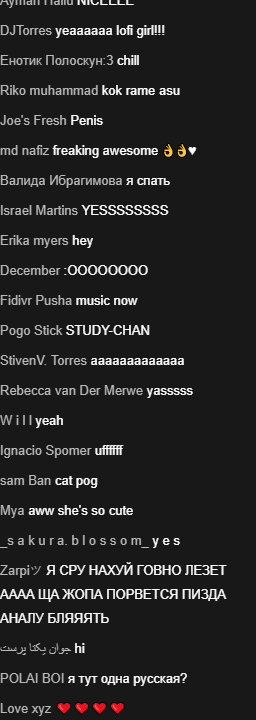 Ayman Hallu NICEEEE
DJTorres yeaaaaaa lofi girl!!!
Енотик Полоскун:3 chill
Riko muhammad kok rame asu
Joe's Fresh Penis
md nafiz freaking awesome 👌👌♥
Валида Ибрагимова я спать
Israel Martins YESSSSSSSS
Erika myers hey
December :OOOOOOOO
Fidivr Pusha music now
Pogo Stick STUDY-CHAN
StivenV. Torres aaaaaaaaaaaaa
Rebecca van Der Merwe yasssss
W i l l yeah
Ignacio Spomer uffffff
sam Ban cat pog
Mya aww she's so cute
_s a k u r a. b l o s s o m_ y e s
Zarpiツ Я СРУ НАХУЙ ГОВНО ЛЕЗЕТ
АААА ЩА ЖОПА ПОРВЕТСЯ ПИЗДА
АНАЛУ БЛЯЯЯТЬ
جوان یکتا پرست hi
POLAI BOI я тут одна русская?
Love xyz ❤❤❤❤